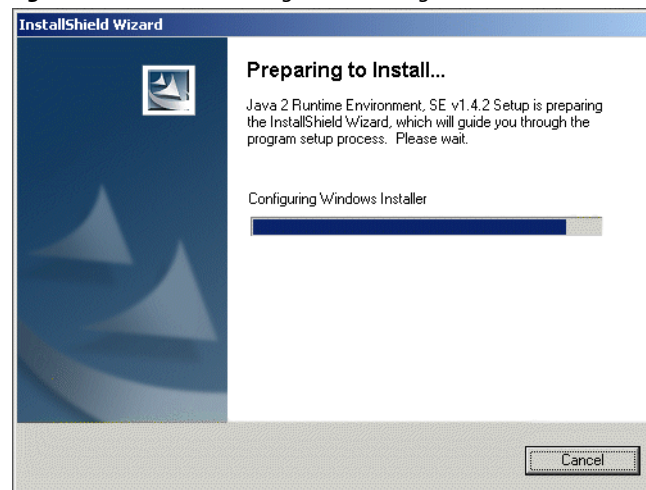 InstallShield Wizard
Preparing to Install...
Java 2 Runtime Environment, SE v1.4.2 Setup is preparing
the InstallShield Wizard, which will guide you through the
program setup process. Please wait.
Configuring Windows Installer
Cancel